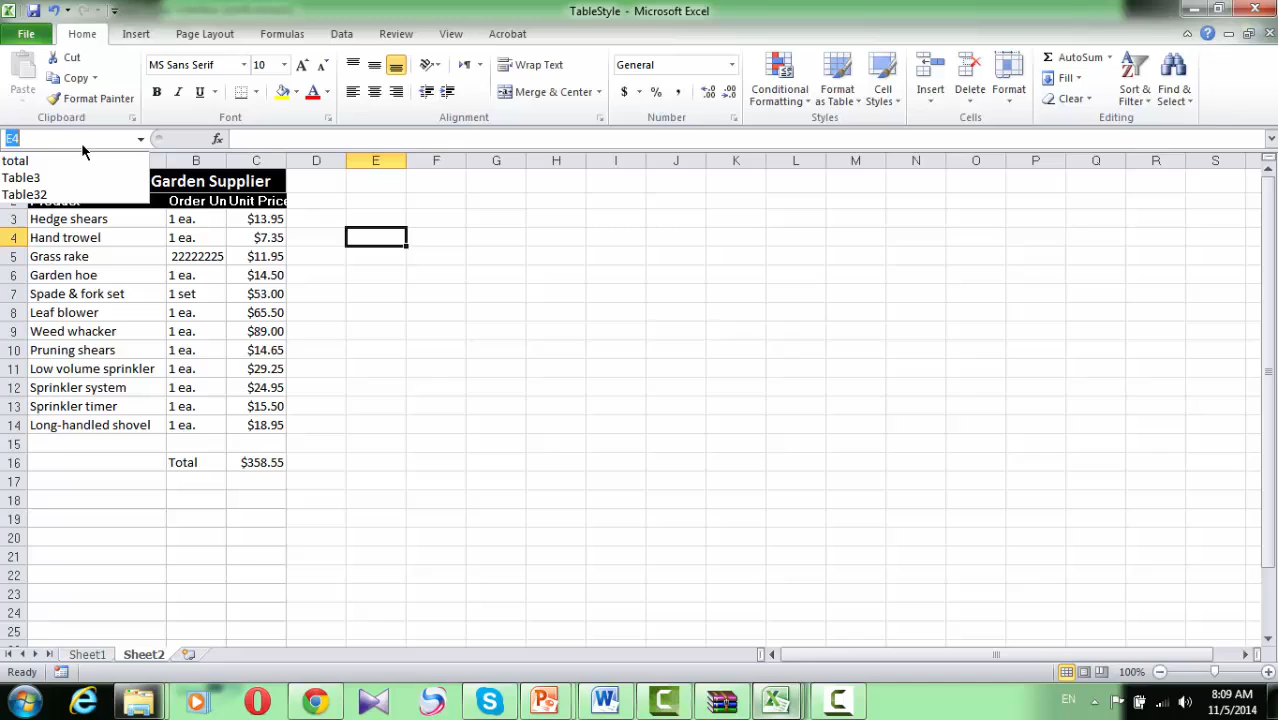 TableStyle - Microsoft Excel
File Home Insert Page Layout Formulas Data Review View Acrobat
Paste Cut Copy Format Painter Clipboard
MS Sans Serif 10 Font
Wrap Text Merge & Center Alignment
General Number
Conditional Formatting Format as Table Cell Styles Styles
Insert Delete Format Cells
AutoSum Fill Clear Sort & Filter Find & Select Editing
E4 fx
total
Table3
Table32
B C D E F G H I J K L M N O P Q R S
Garden Supplier
Order Un Unit Price
3 Hedge shears 1 ea. $13.95
4 Hand trowel 1 ea. $7.35
5 Grass rake 22222225 $11.95
6 Garden hoe 1 ea. $14.50
7 Spade & fork set 1 set $53.00
8 Leaf blower 1 ea. $65.50
9 Weed whacker 1 ea. $89.00
10 Pruning shears 1 ea. $14.65
11 Low volume sprinkler 1 ea. $29.25
12 Sprinkler system 1 ea. $24.95
13 Sprinkler timer 1 ea. $15.50
14 Long-handled shovel 1 ea. $18.95
15
16 Total $358.55
17
18
19
20
21
22
23
24
25
Sheet1 Sheet2
Ready 100%
EN 8:09 AM
11/5/2014